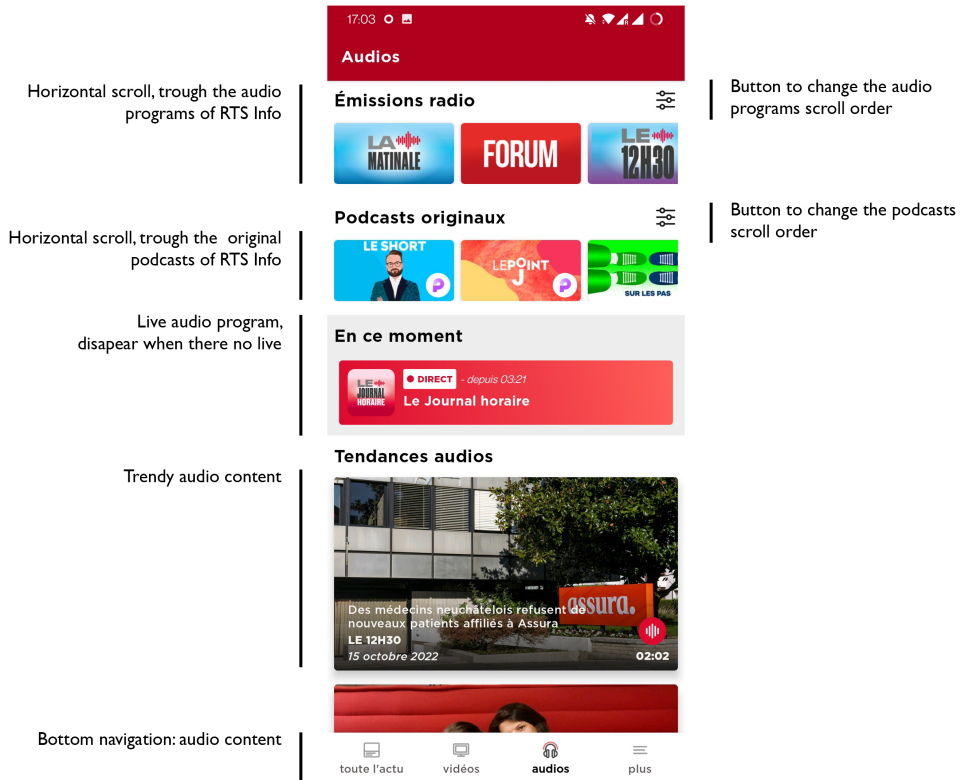 17:03
Audios
Horizontal scroll, trough the audio
programs of RTS Info
Émissions radio
Button to change the audio
programs scroll order
LA
MATINALE
FORUM
LE
12H30
Podcasts originaux
Button to change the podcasts
scroll order
Horizontal scroll, trough the original
podcasts of RTS Info
LE SHORT
LE POINT
J
SUR LES PAS
Live audio program,
disapear when there no live
En ce moment
LE
JOURNAL
HORAIRE
DIRECT - depuis 03:21
Le Journal horaire
Tendances audios
Trendy audio content
assura.
Des médecins neuchâtelois refusent de
nouveaux patients affiliés à Assura
LE 12H30
15 octobre 2022
02:02
Bottom navigation: audio content
toute l'actu
vidéos
audios
plus